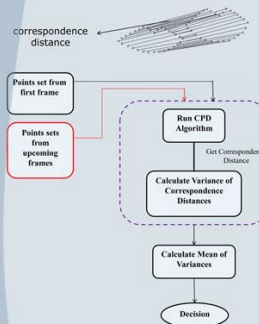 correspondence
distance
Points set from
first frame
Points sets
from
upcoming
frames
Run CPD
Algorithm
Get Corresponden
Distance
Calculate Variance of
Correspondence
Distances
Calculate Mean of
Variances
Decision